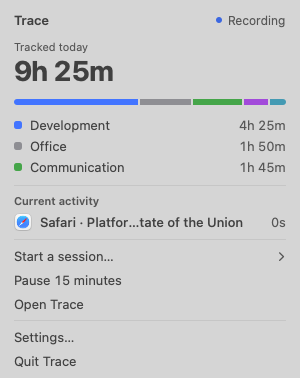 Trace
Recording
Tracked today
9h 25m
Development 4h 25m
Office 1h 50m
Communication 1h 45m
Current activity
Safari · Platfor...tate of the Union 0s
Start a session...
Pause 15 minutes
Open Trace
Settings...
Quit Trace